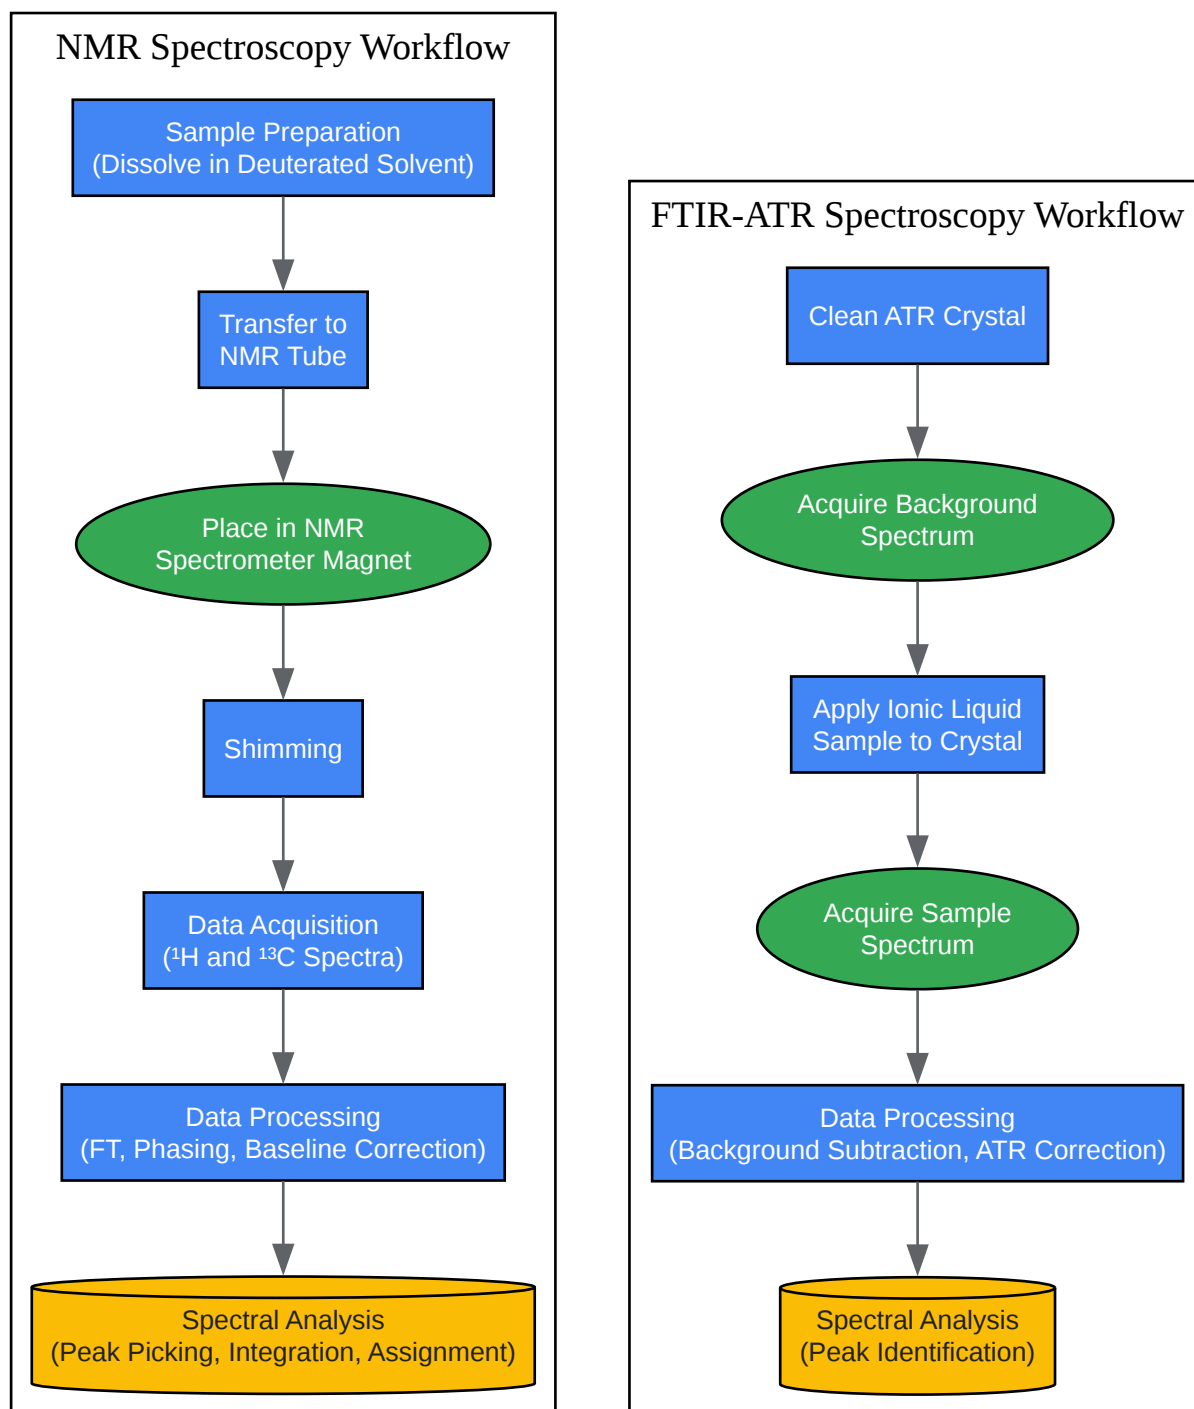 NMR Spectroscopy Workflow
Sample Preparation
(Dissolve in Deuterated Solvent)
Transfer to
NMR Tube
Place in NMR
Spectrometer Magnet
Shimming
Data Acquisition
(¹H and ¹³C Spectra)
Data Processing
(FT, Phasing, Baseline Correction)
Spectral Analysis
(Peak Picking, Integration, Assignment)
FTIR-ATR Spectroscopy Workflow
Clean ATR Crystal
Acquire Background
Spectrum
Apply Ionic Liquid
Sample to Crystal
Acquire Sample
Spectrum
Data Processing
(Background Subtraction, ATR Correction)
Spectral Analysis
(Peak Identification)